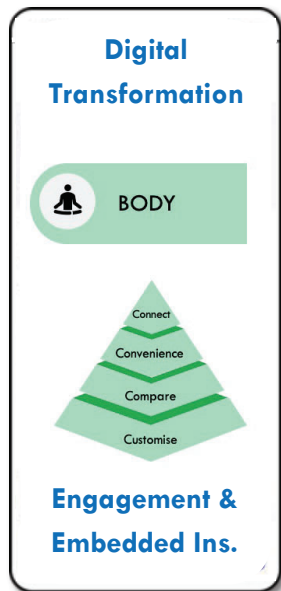 Digital
Transformation
BODY
Connect
Convenience
Compare
Customise
Engagement &
Embedded Ins.